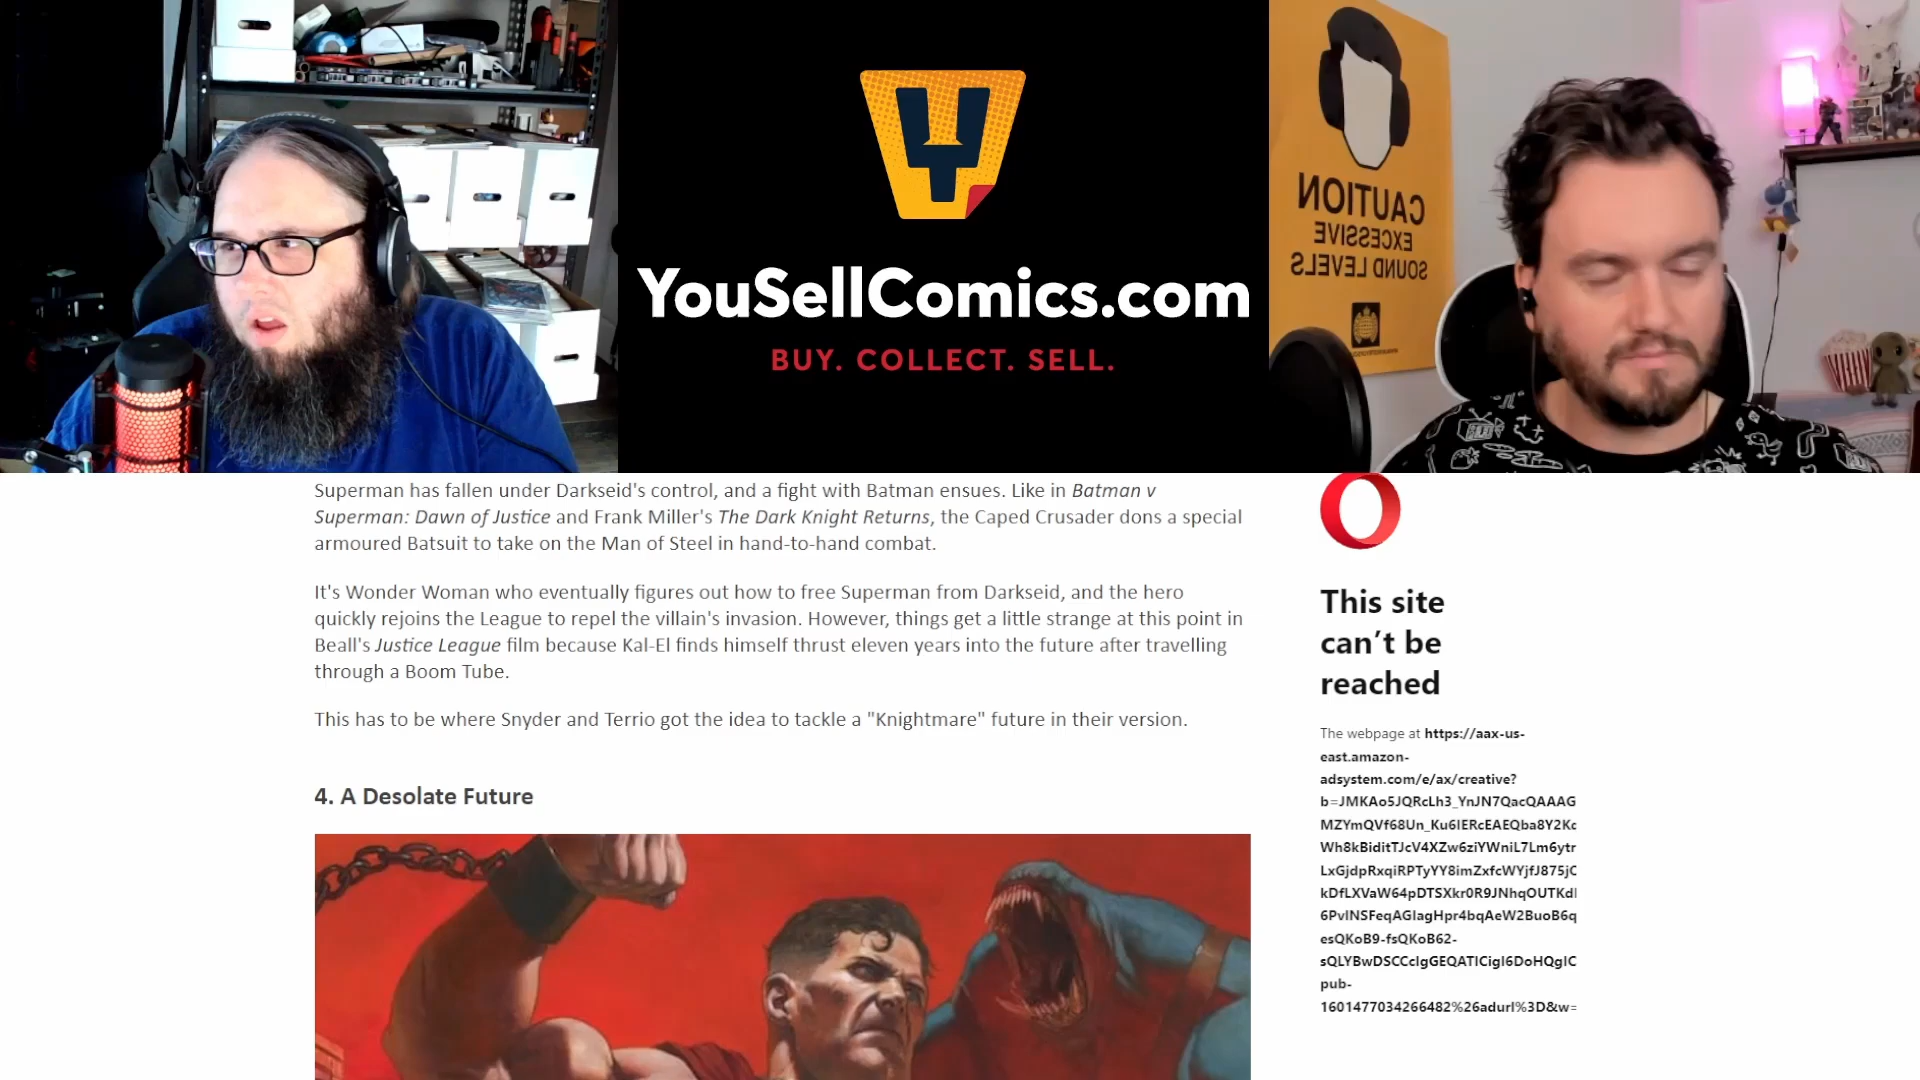 YouSellComics.com
BUY. COLLECT. SELL.
CAUTION
EXCESSIVE
SOUND LEVELS
Superman has fallen under Darkseid's control, and a fight with Batman ensues. Like in Batman v
Superman: Dawn of Justice and Frank Miller's The Dark Knight Returns, the Caped Crusader dons a special
armoured Batsuit to take on the Man of Steel in hand-to-hand combat.
It's Wonder Woman who eventually figures out how to free Superman from Darkseid, and the hero
quickly rejoins the League to repel the villain's invasion. However, things get a little strange at this point in
Beall's Justice League film because Kal-El finds himself thrust eleven years into the future after travelling
through a Boom Tube.
This has to be where Snyder and Terrio got the idea to tackle a "Knightmare" future in their version.
4. A Desolate Future
This site
can’t be
reached
The webpage at https://aax-us-
east.amazon-
adsystem.com/e/ax/creative?
b=JMKAo5JQRcLh3_YnJN7QacQAAAG
MZYmQVf68Un_Ku6IERcEAEQba8Y2Kc
Wh8kBiditTJcV4XZw6ziYWniL7Lm6ytr
LxGjdpRxqiRPTyYY8imZxfcWYjfJ875jC
kDfLXVaW64pDTSXkr0R9JNhqOUTKdl
6PvINSFeqAGIagHpr4bqAeW2BuoB6q
esQKoB9-fsQKoB62-
sQLYBwDSCCcIgGEQATICigI6DoHQgIC
pub-
1601477034266482%26adurl%3D&w=